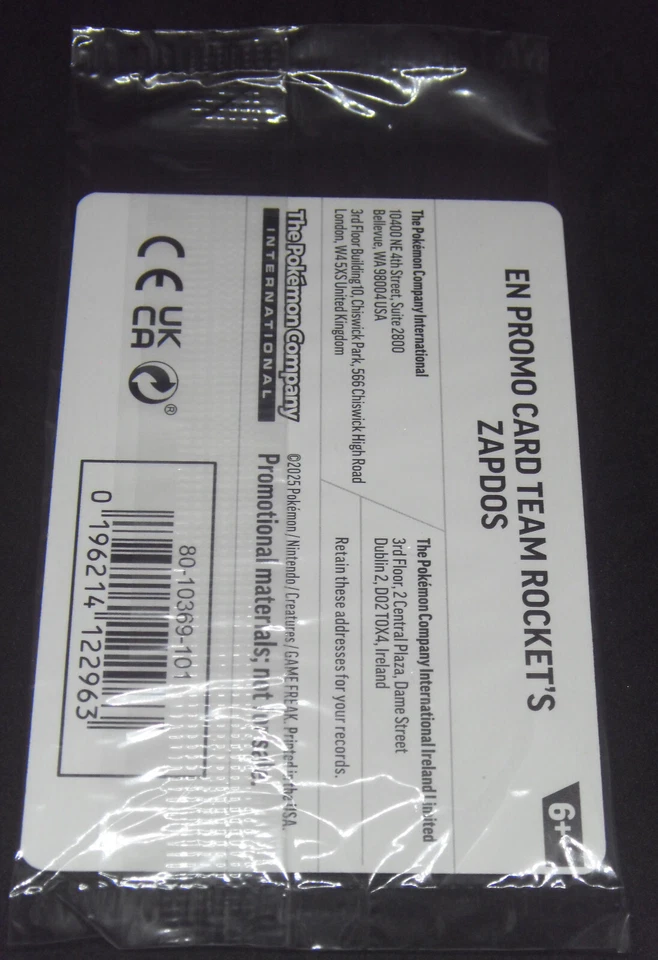 EN PROMO CARD TEAM ROCKET'S
ZAPDOS
6+
The Pokémon Company International
10400 NE 4th Street, Suite 2800
Bellevue, WA 98004 USA
3rd Floor Building 10, Chiswick Park, 566 Chiswick High Road
London, W4 5XS United Kingdom
The Pokémon Company International Ireland Limited
3rd Floor, 2 Central Plaza, Dame Street
Dublin 2, D02 T0X4, Ireland
Retain these addresses for your records.
The Pokémon Company
INTERNATIONAL
©2025 Pokémon / Nintendo / Creatures / GAME FREAK. Printed in the USA.
Promotional materials; not for sale.
CE
UK
CA
®
80-10369-101
0 196214 122963